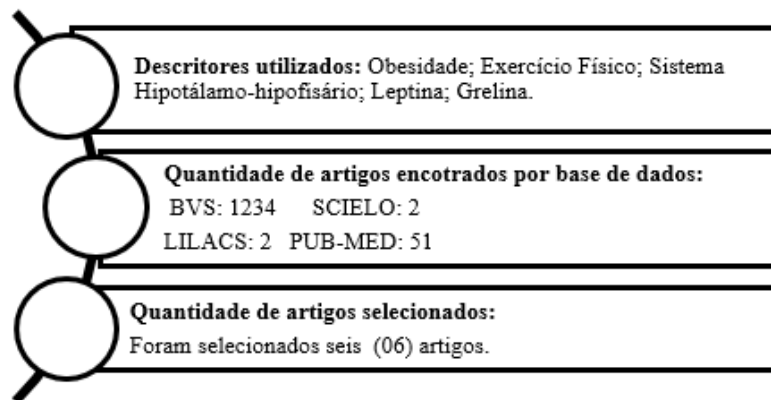 Descritores utilizados: Obesidade; Exercício Físico; Sistema
Hipotálamo-hipofisário; Leptina; Grelina.
Quantidade de artigos encotrados por base de dados:
BVS: 1234 SCIELO: 2
LILACS: 2 PUB-MED: 51
Quantidade de artigos selecionados:
Foram selecionados seis (06) artigos.